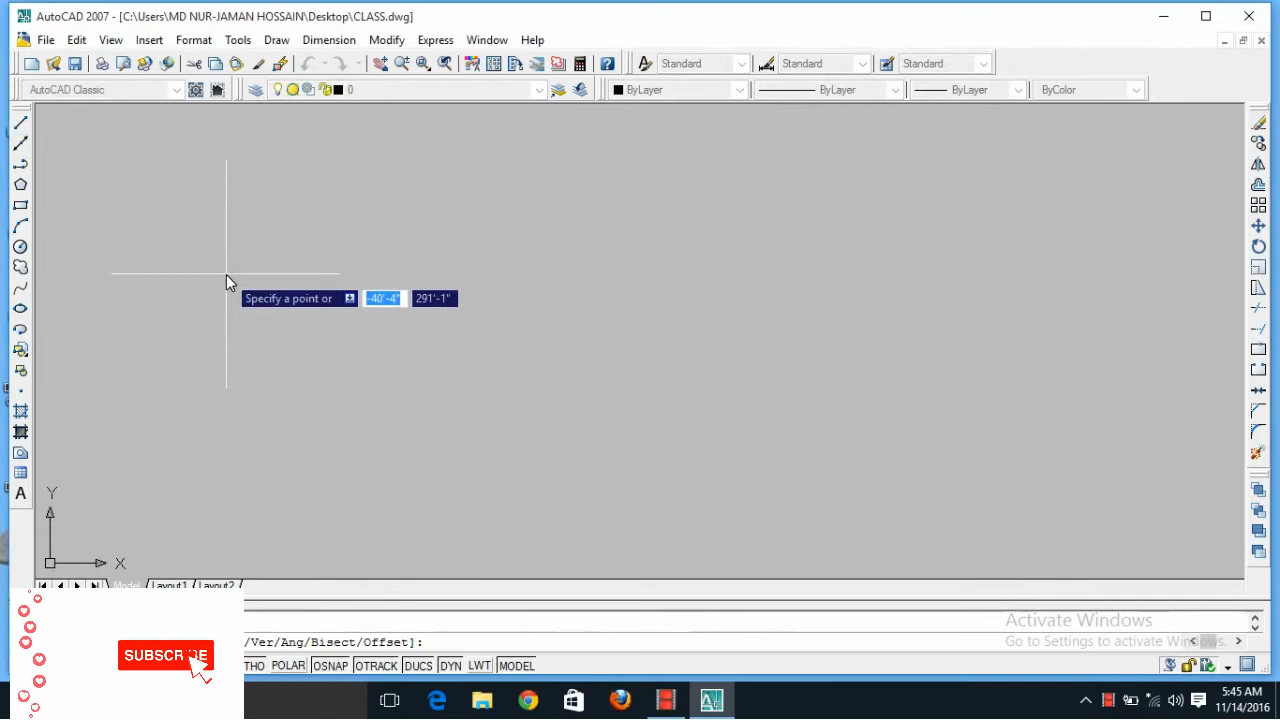 AutoCAD 2007 - [C:\Users\MD NUR-JAMAN HOSSAIN\Desktop\CLASS.dwg]
File Edit View Insert Format Tools Draw Dimension Modify Express Window Help
Standard Standard Standard
AutoCAD Classic 0 ByLayer ByLayer ByLayer ByColor
Specify a point or -40'-4" 291'-1"
Y
X
A
Model Layout1 Layout2
Activate Windows
Go to Settings to activate Windows.
/Ver/Ang/Bisect/Offset]:
SUBSCRIBE
THO POLAR OSNAP OTRACK DUCS DYN LWT MODEL
5:45 AM
11/14/2016